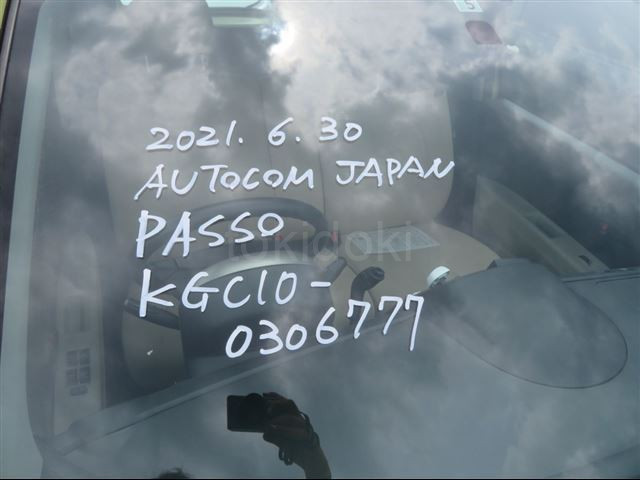 2021. 6. 30
AUTOCOM JAPAN
PASSO
KGC10-
0306777